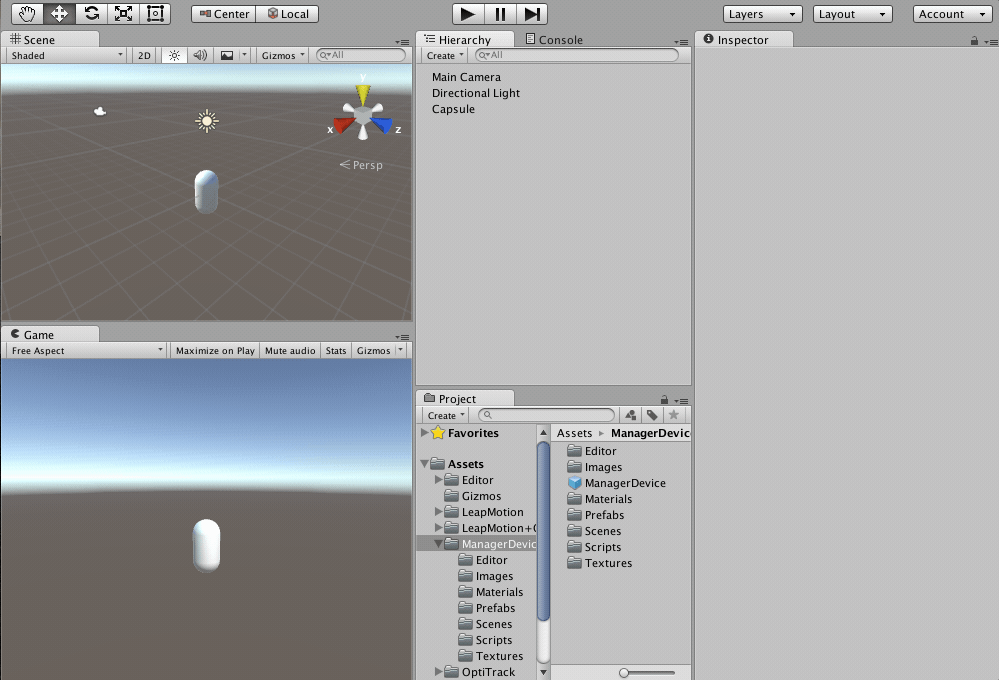 Center Local Layers Layout Account
Scene
Shaded 2D Gizmos All
y
x z
Persp
Game
Free Aspect Maximize on Play Mute audio Stats Gizmos
Hierarchy Console
Create All
Main Camera
Directional Light
Capsule
Project
Create
Favorites
Assets
Editor
Gizmos
LeapMotion
LeapMotion+
ManagerDevic
Editor
Images
Materials
Prefabs
Scenes
Scripts
Textures
OptiTrack
Assets ▸ ManagerDevic
Editor
Images
ManagerDevice
Materials
Prefabs
Scenes
Scripts
Textures
Inspector